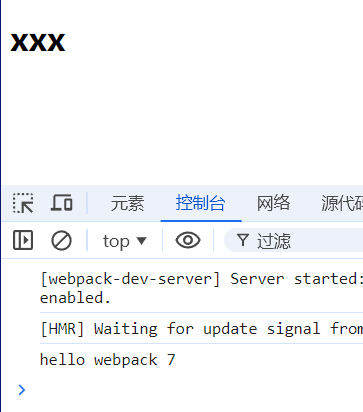 xxx
元素 控制台 网络 源代码
top 过滤
[webpack-dev-server] Server started:
enabled.
[HMR] Waiting for update signal from
hello webpack 7